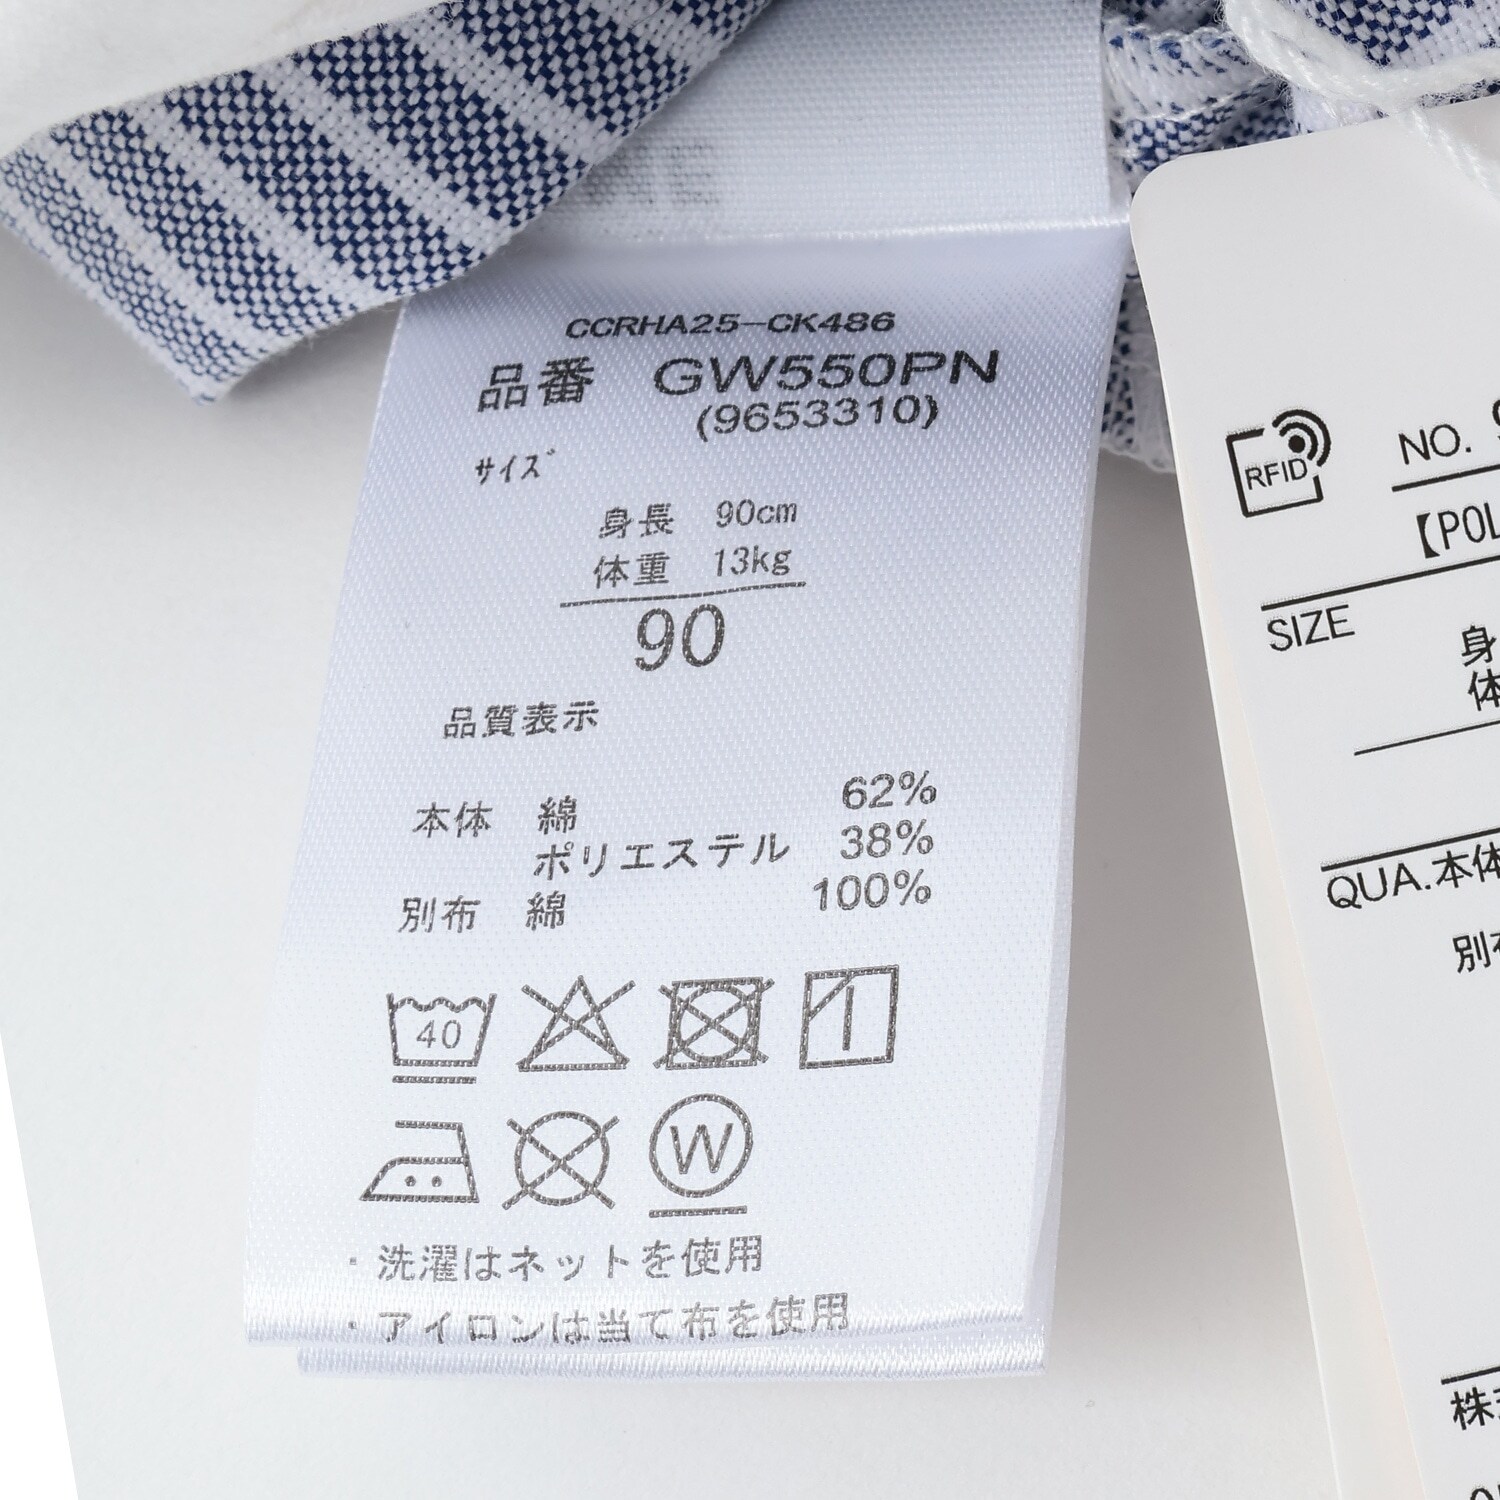 CCRHA25-CK486
品番 GW550PN
(9653310)
サイズ
身長 90cm
体重 13kg
90
品質表示
本体 綿 62%
ポリエステル 38%
別布 綿 100%
40
W
・洗濯はネットを使用
・アイロンは当て布を使用
RFID
NO.
【POL
SIZE
身
体
QUA.本体
別布
株式